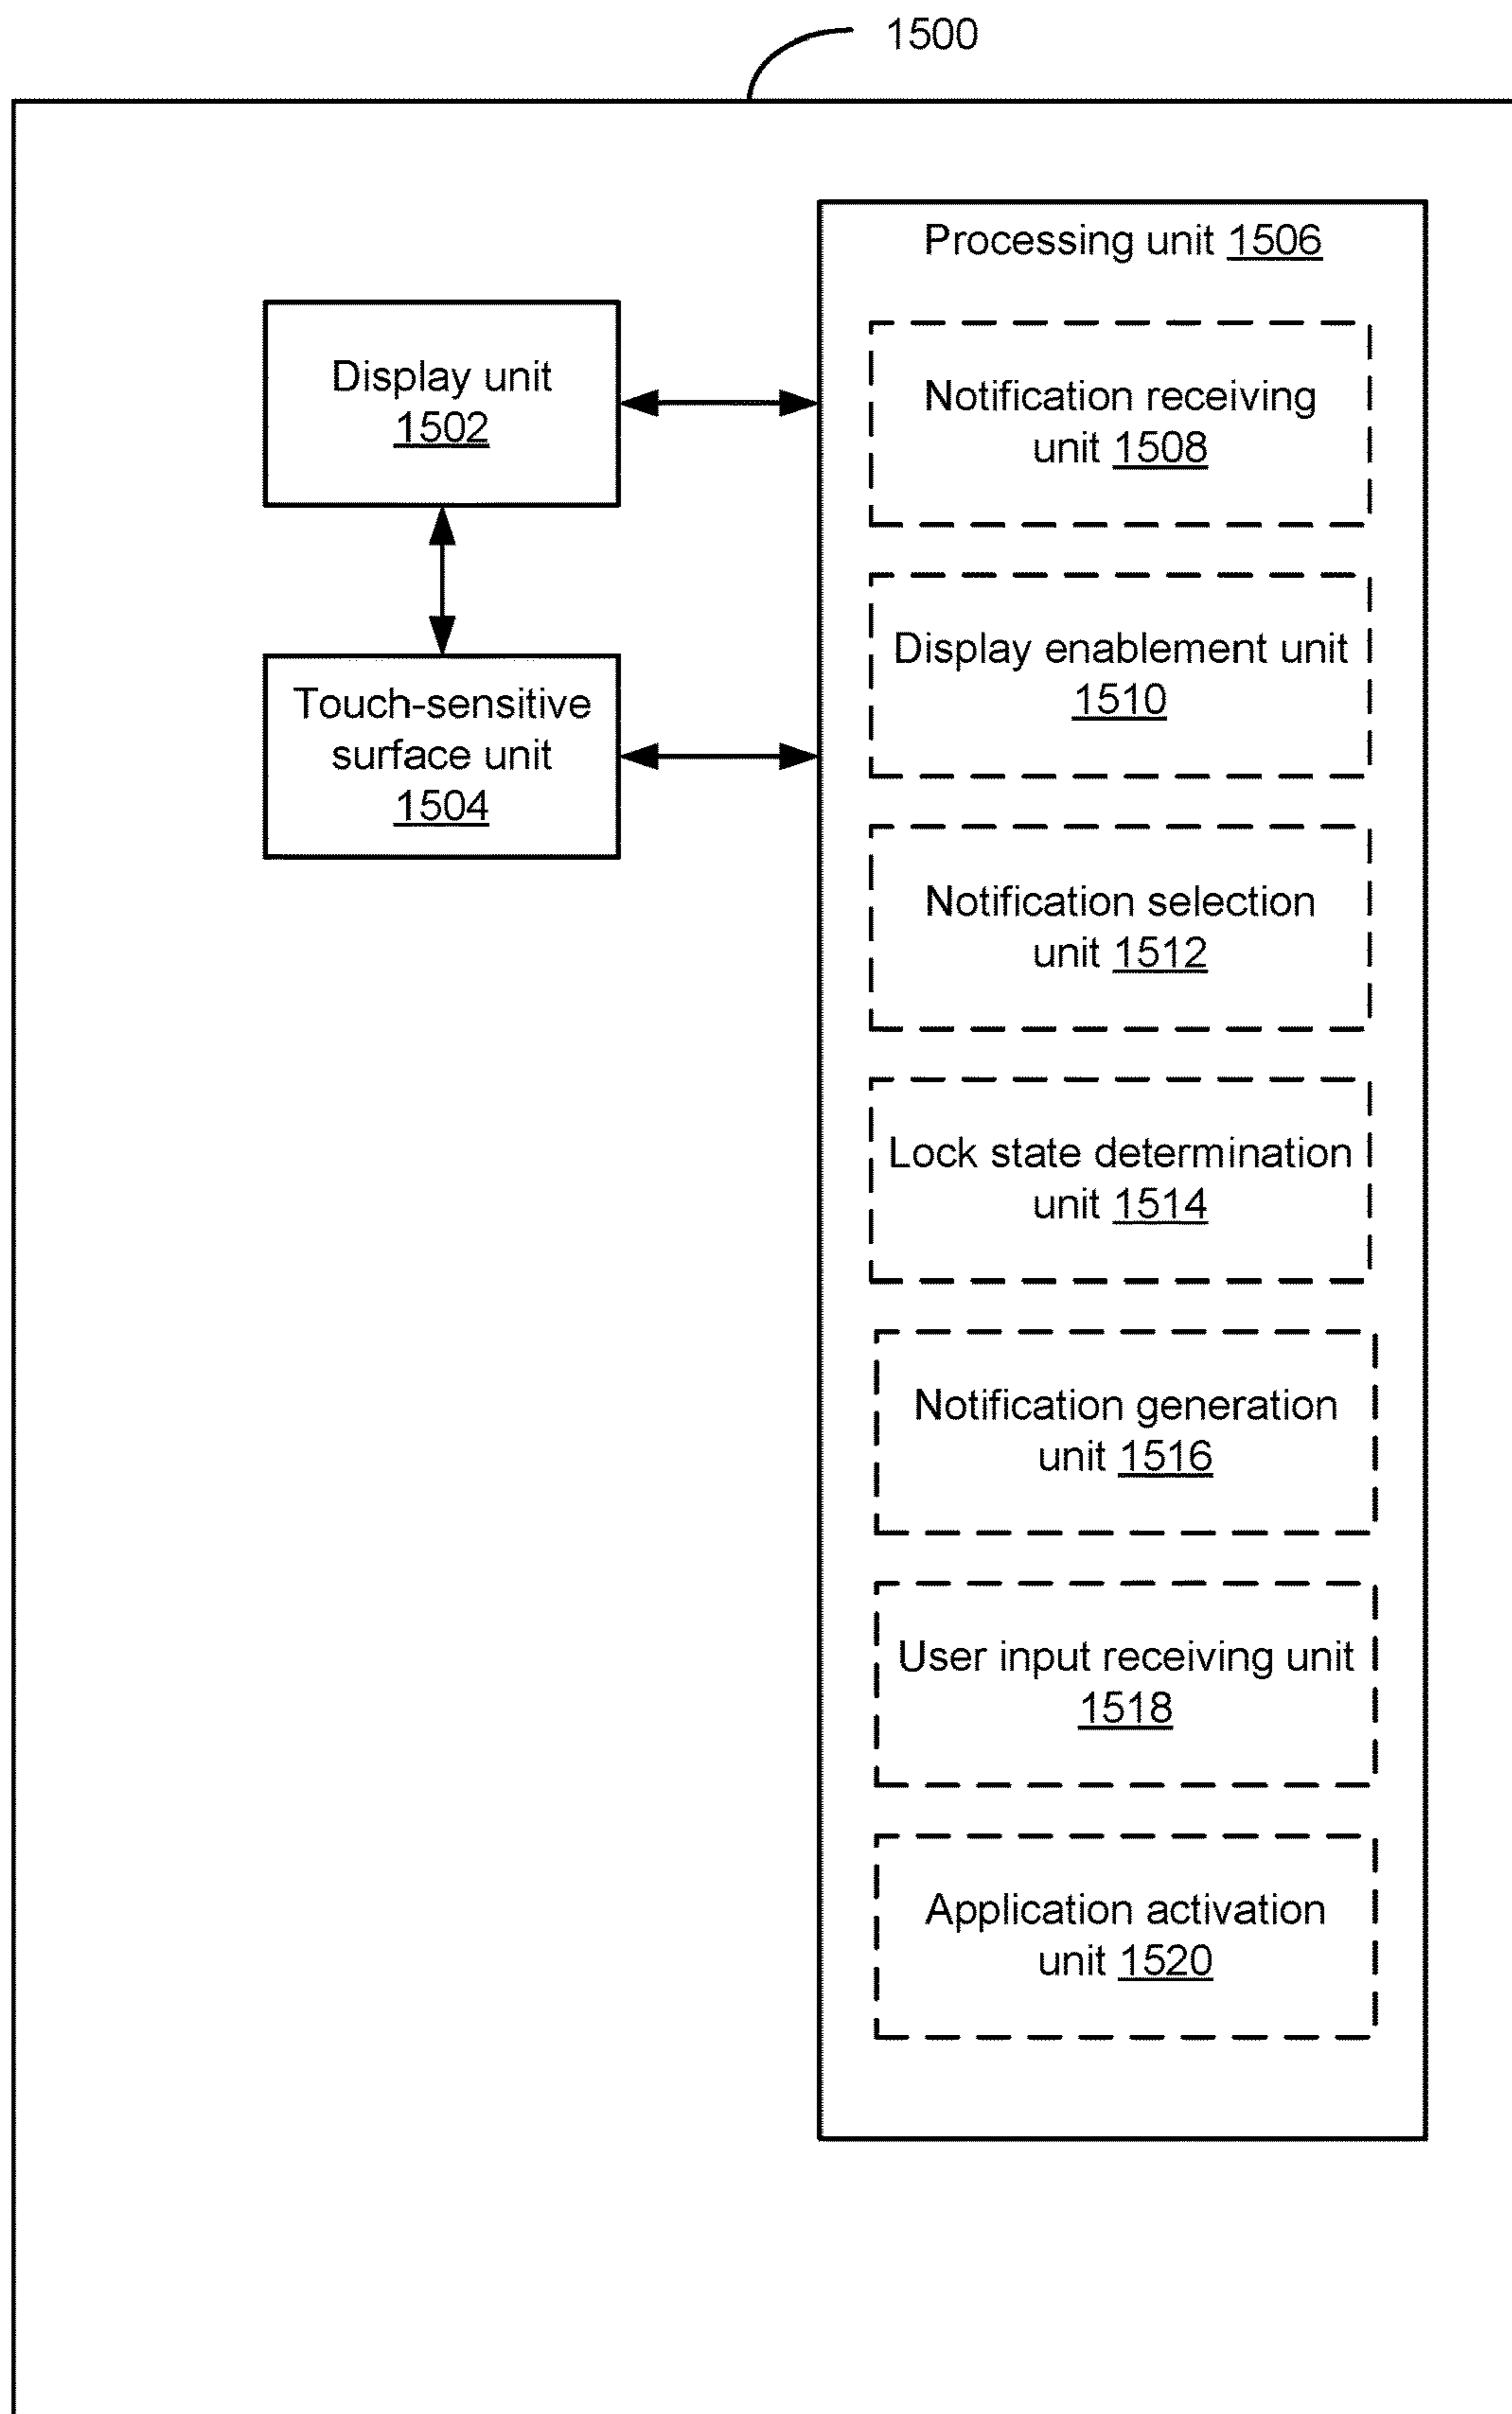 1500
Processing unit 1506
Display unit
1502
Touch-sensitive
surface unit
1504
Notification receiving
unit 1508
Display enablement unit
1510
Notification selection
unit 1512
Lock state determination
unit 1514
Notification generation
unit 1516
User input receiving unit
1518
Application activation
unit 1520